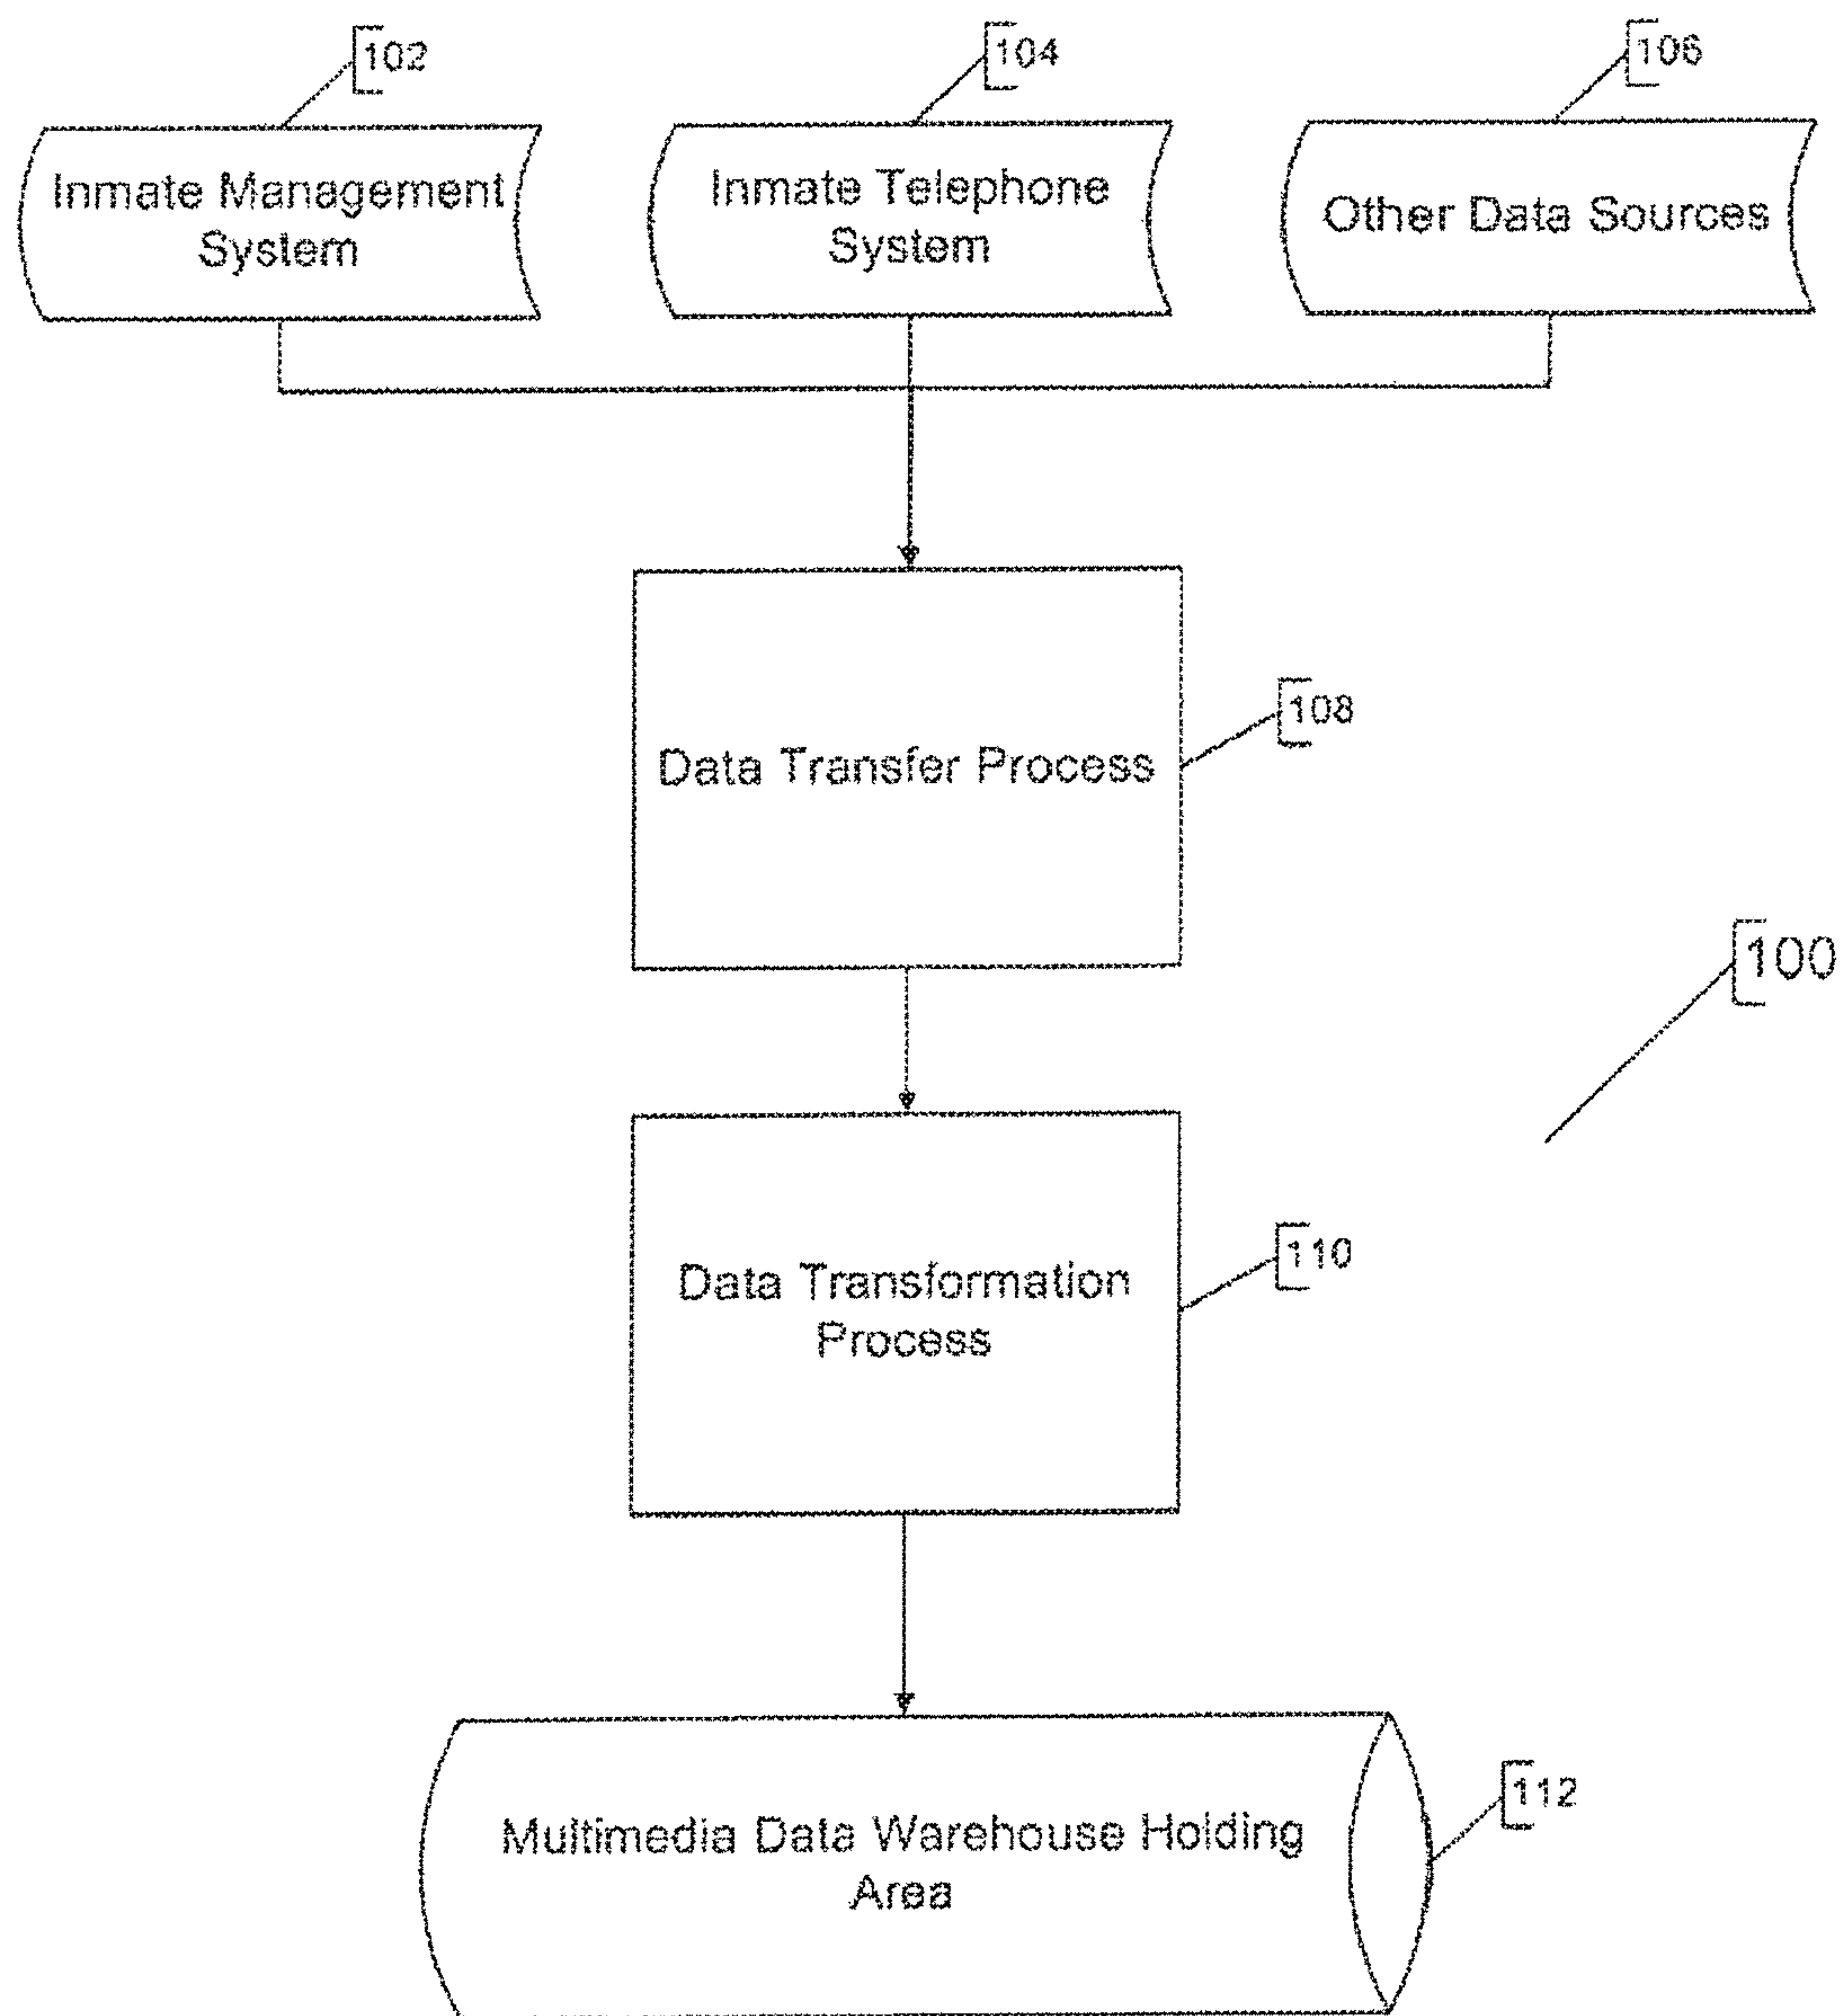 102
104
106
Inmate Management
System
Inmate Telephone
System
Other Data Sources
108
Data Transfer Process
100
110
Data Transformation
Process
112
Multimedia Data Warehouse Holding
Area